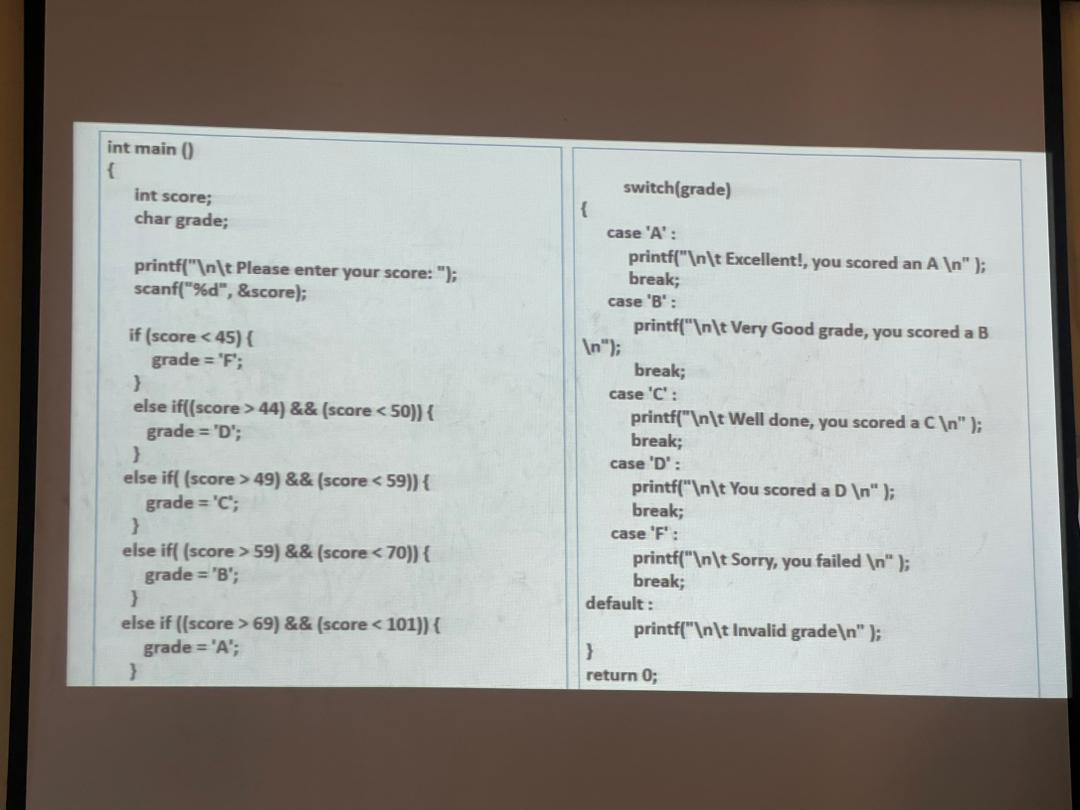 int main ()
{
int score;
char grade;
printf("\n\t Please enter your score: ");
scanf("%d", &score);
if (score < 45) {
grade = 'F';
}
else if((score > 44) && (score < 50)) {
grade = 'D';
}
else if( (score > 49) && (score < 59)) {
grade = 'C';
}
else if( (score > 59) && (score < 70)) {
grade = 'B';
}
else if ((score > 69) && (score < 101)) {
grade = 'A';
}
switch(grade)
{
case 'A' :
printf("\n\t Excellent!, you scored an A \n" );
break;
case 'B' :
printf("\n\t Very Good grade, you scored a B
\n");
break;
case 'C' :
printf("\n\t Well done, you scored a C \n" );
break;
case 'D' :
printf("\n\t You scored a D \n" );
break;
case 'F' :
printf("\n\t Sorry, you failed \n" );
break;
default :
printf("\n\t Invalid grade\n" );
}
return 0;